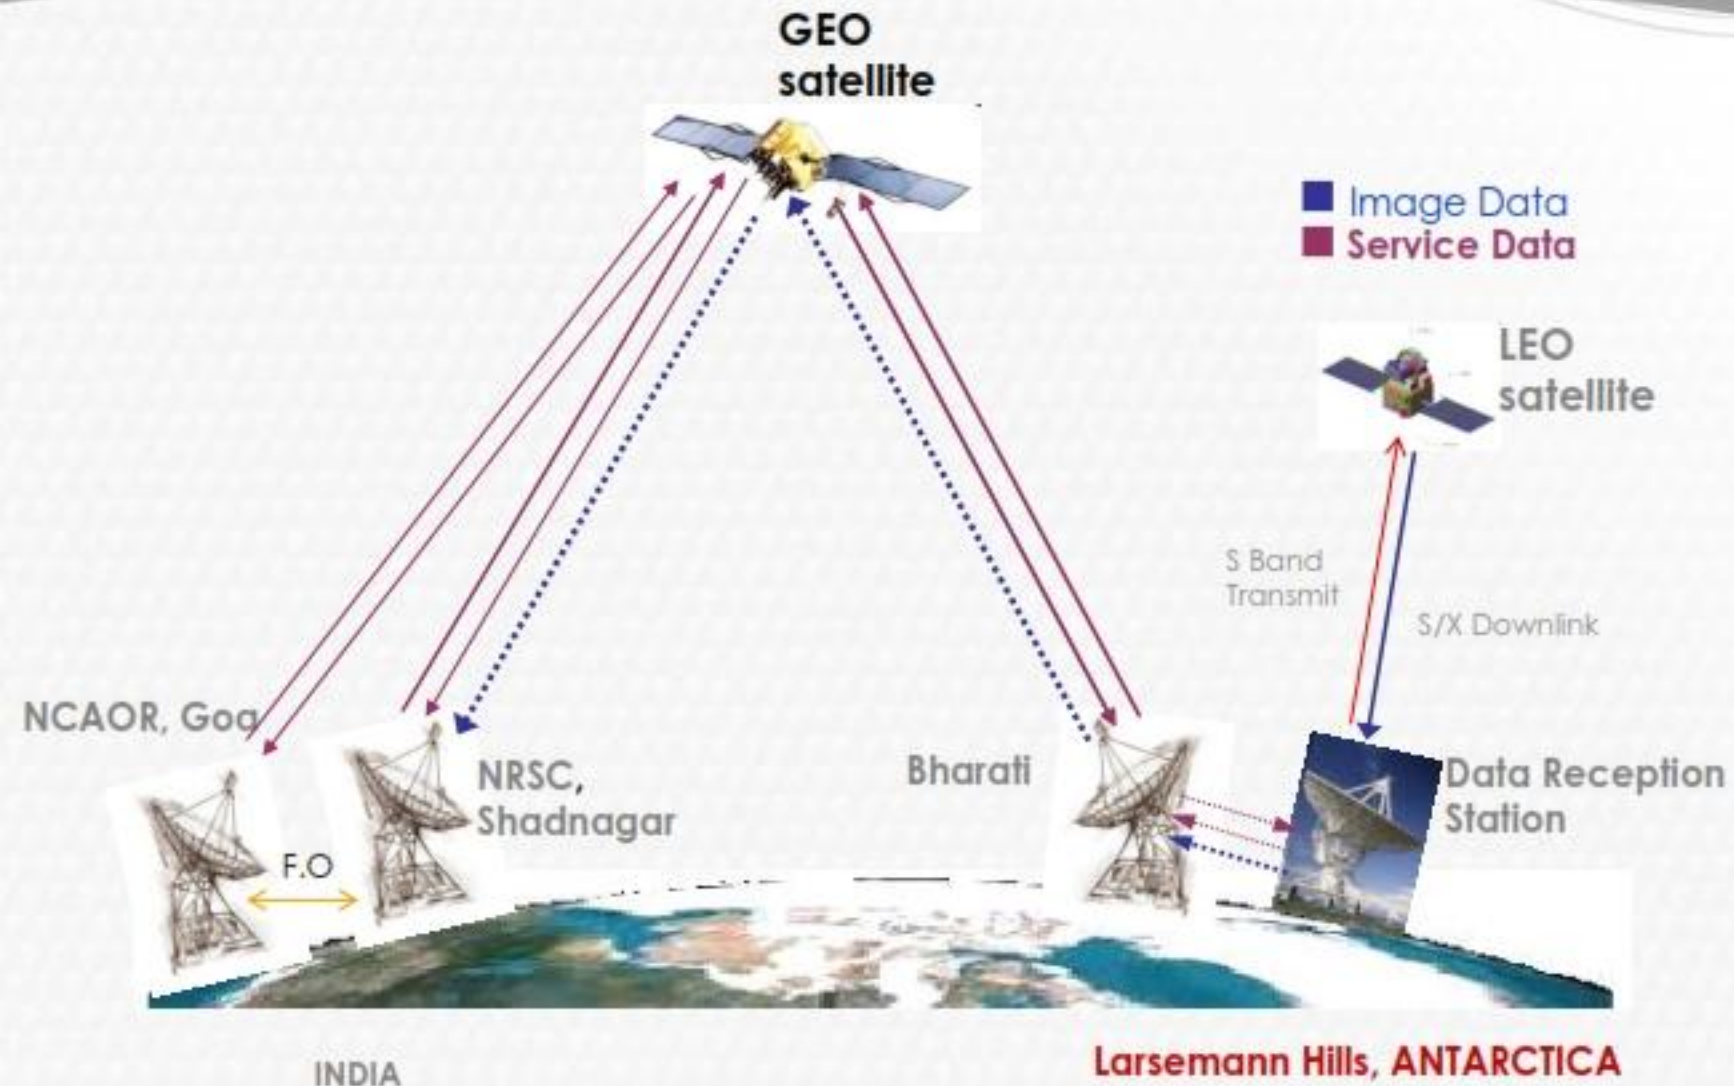 GEO
satellite
Image Data
Service Data
LEO
satellite
S Band
Transmit
S/X Downlink
NCAOR, Goa
NRSC,
Shadnagar
Bharati
Data Reception
Station
F.O
INDIA
Larsemann Hills, ANTARCTICA